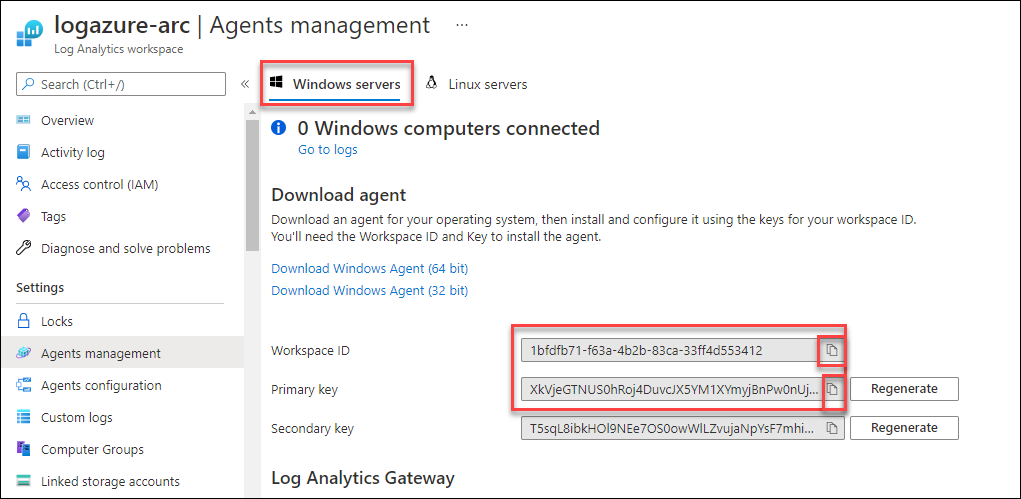 logazure-arc | Agents management ...
Log Analytics workspace
Search (Ctrl+/)
«
Overview
Activity log
Access control (IAM)
Tags
Diagnose and solve problems
Settings
Locks
Agents management
Agents configuration
Custom logs
Computer Groups
Linked storage accounts
Windows servers
Linux servers
0 Windows computers connected
Go to logs
Download agent
Download an agent for your operating system, then install and configure it using the keys for your workspace ID.
You'll need the Workspace ID and Key to install the agent.
Download Windows Agent (64 bit)
Download Windows Agent (32 bit)
Workspace ID 1bfdfb71-f63a-4b2b-83ca-33ff4d553412
Primary key XkVjeGTNUS0hRoj4DuvcJX5YM1XYmyjBnPw0nUj... Regenerate
Secondary key T5sqL8ibkHOl9NEe7OS0owWlLZvujaNpYsF7mhi... Regenerate
Log Analytics Gateway